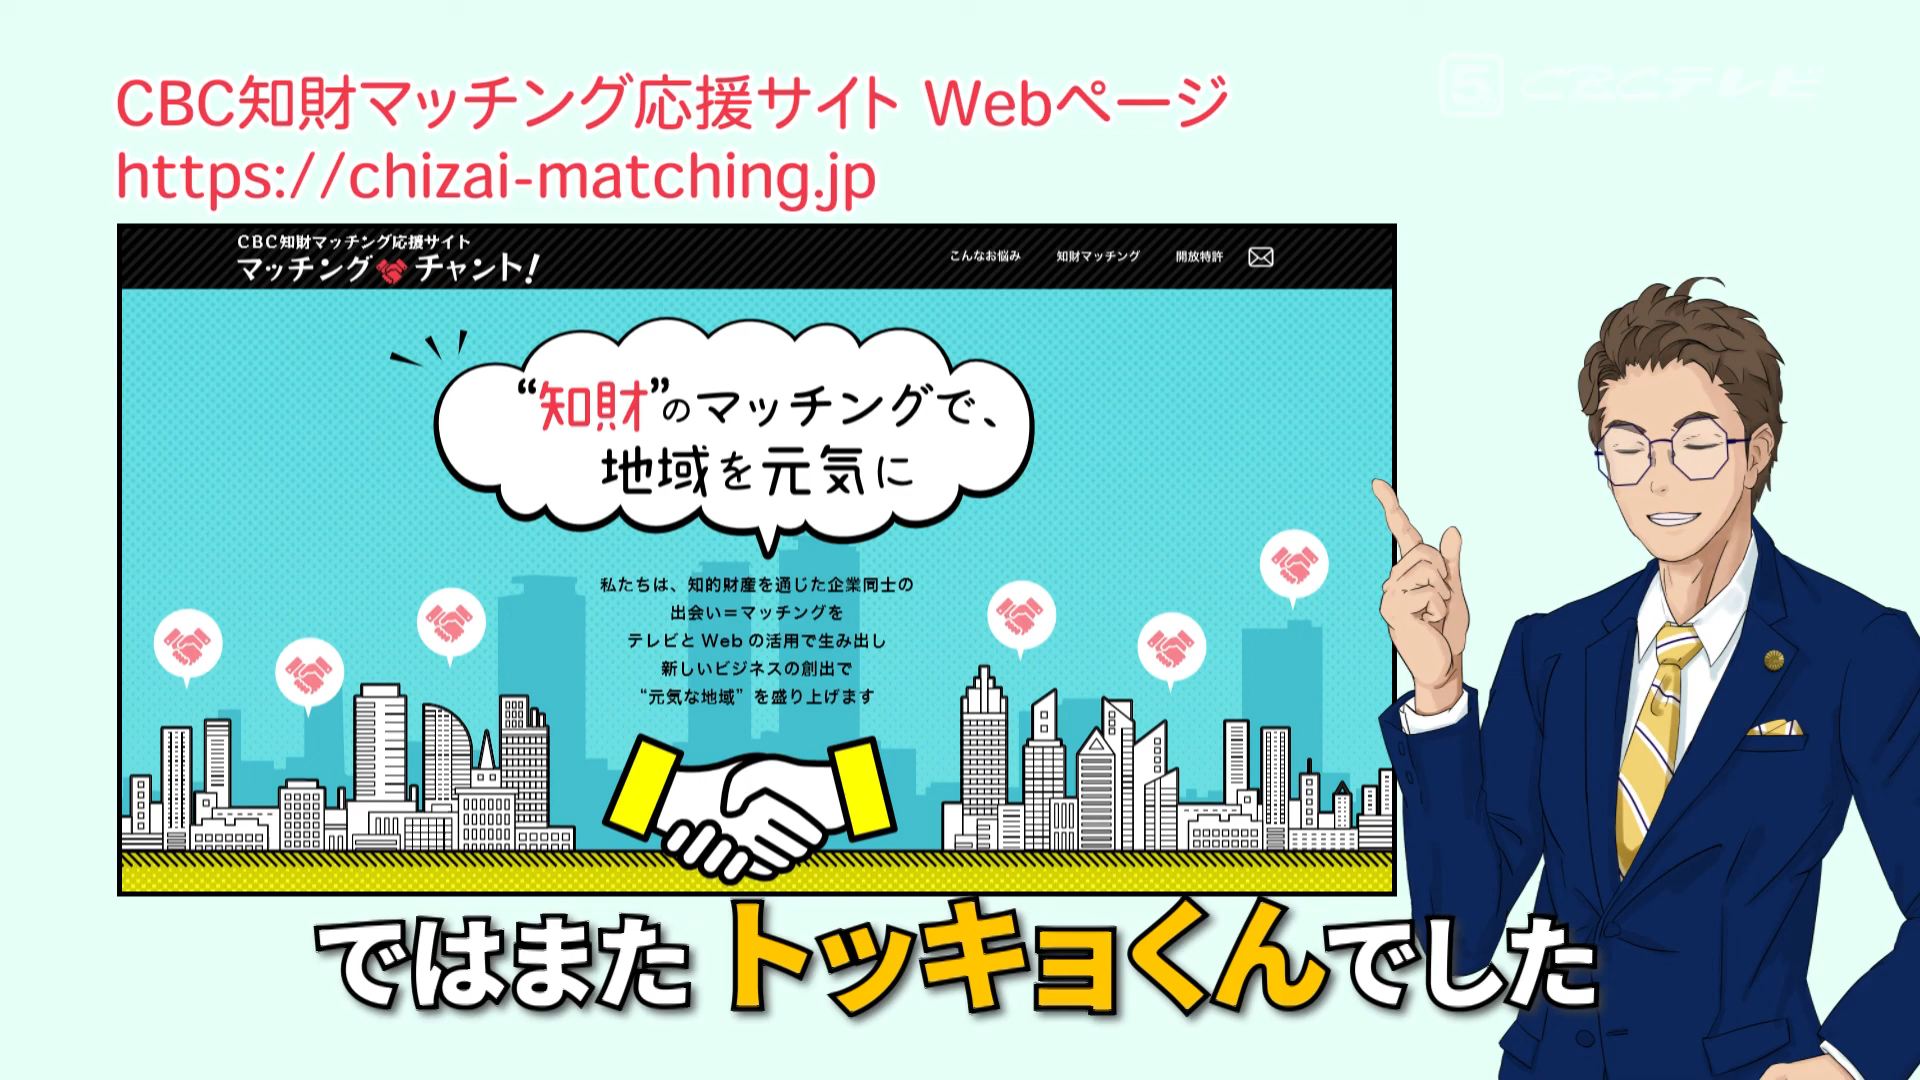 CBC知財マッチング応援サイト Webページ
https://chizai-matching.jp
5 CBCテレビ
CBC知財マッチング応援サイト
マッチング チャント!
こんなお悩み 知財マッチング 開放特許
“知財”のマッチングで、
地域を元気に
私たちは、知的財産を通じた企業同士の
出会い=マッチングを
テレビと Web の活用で生み出し
新しいビジネスの創出で
“元気な地域”を盛り上げます
ではまた トッキョくんでした